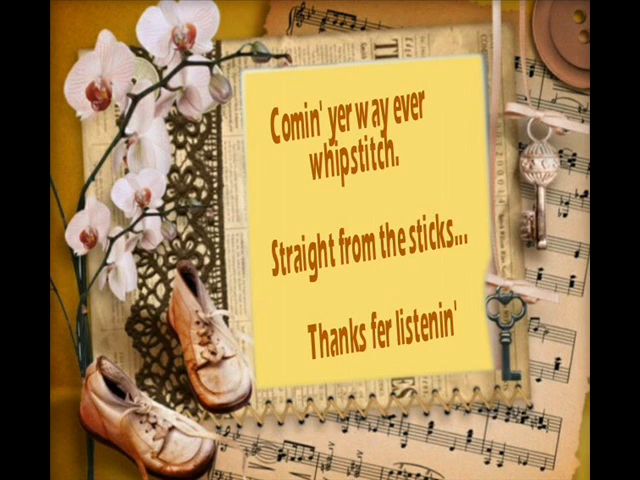 Comin' yer way ever
whipstitch.
Straight from the sticks...
Thanks fer listenin'